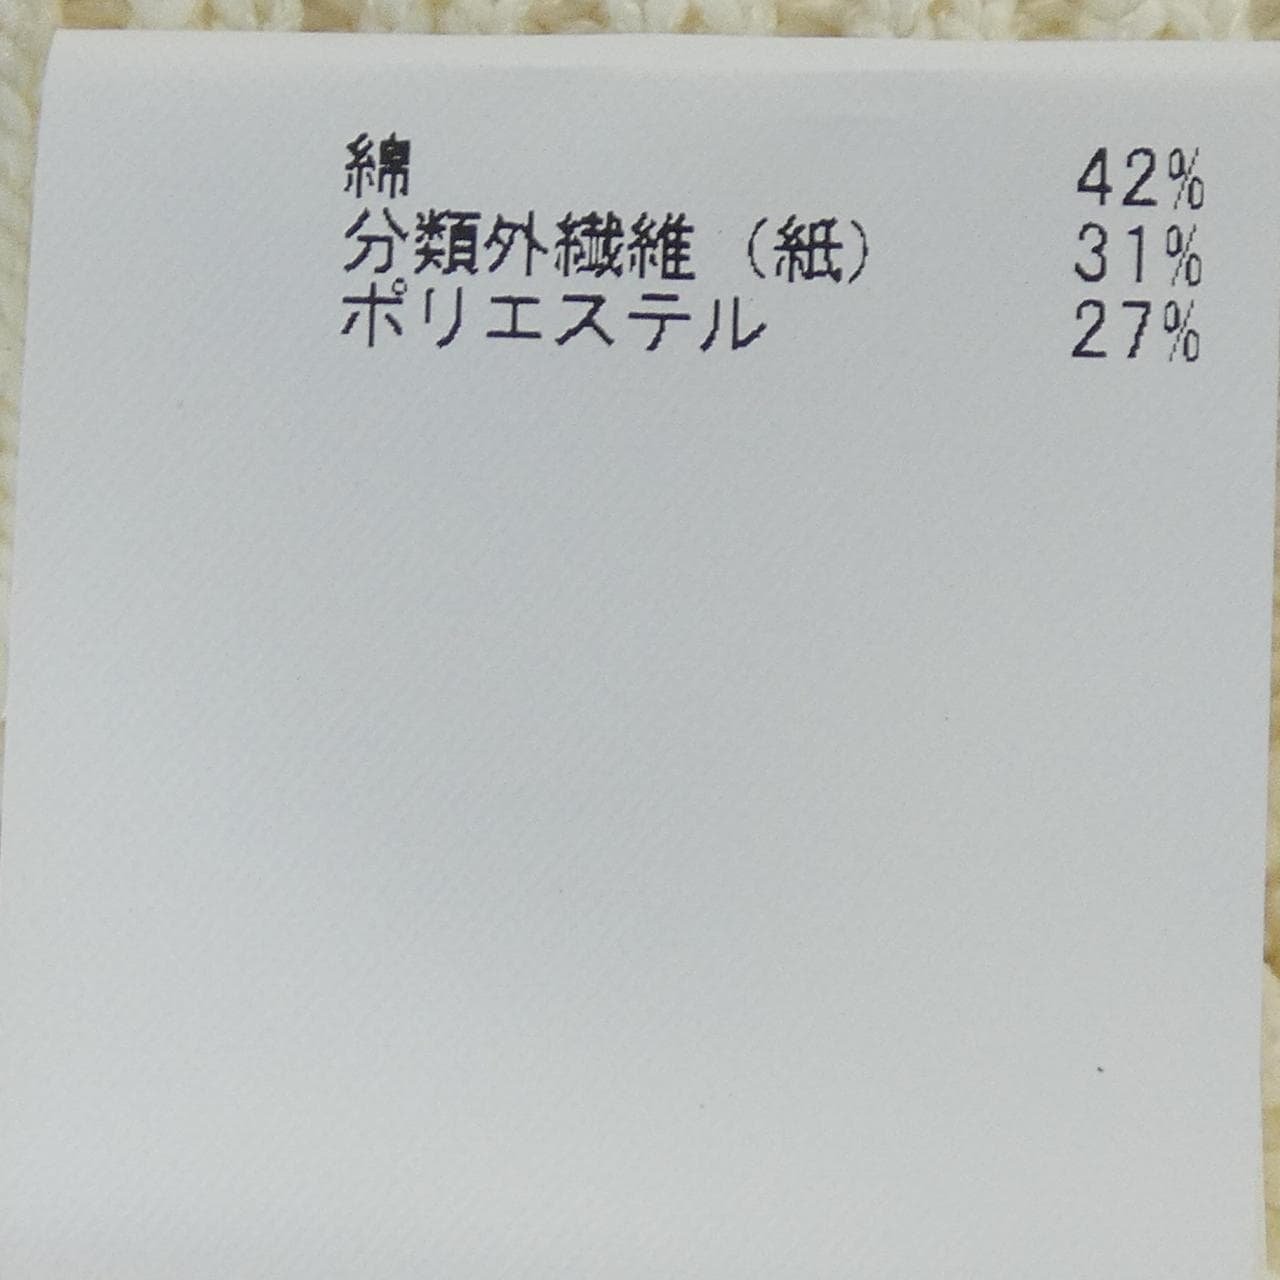 綿 42%
分類外繊維（紙） 31%
ポリエステル 27%